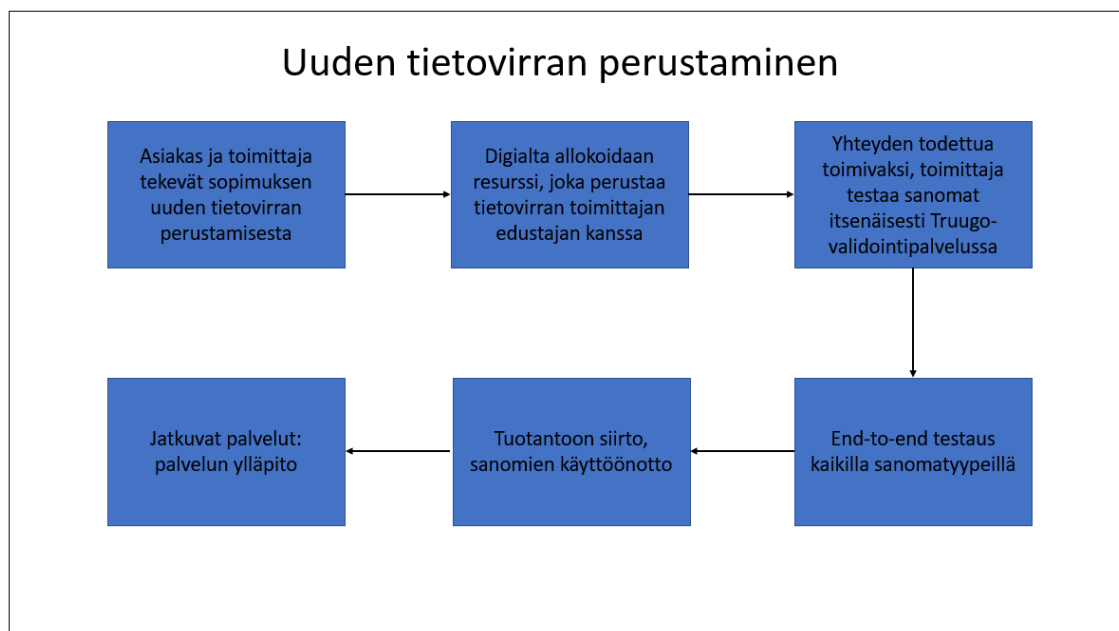 Uuden tietovirran perustaminen
Asiakas ja toimittaja
tekevät sopimuksen
uuden tietovirran
perustamisesta
Digialta allokoidaan
resurssi, joka perustaa
tietovirran toimittajan
edustajan kanssa
Yhteyden todettua
toimivaksi, toimittaja
testaa sanomat
itsenäisesti Truugo-
validointipalvelussa
End-to-end testaus
kaikilla sanomatyypeillä
Tuotantoon siirto,
sanomien käyttöönotto
Jatkuvat palvelut:
palvelun ylläpito